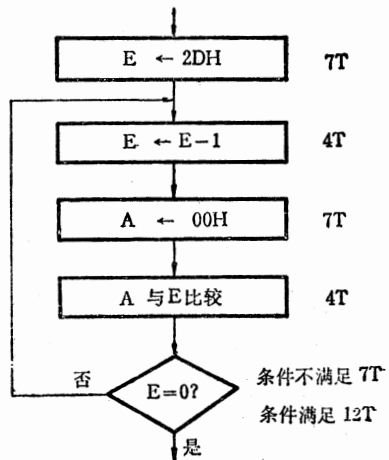 E ← 2DH 7T
E ← E-1 4T
A ← 00H 7T
A 与E比较 4T
否 E=0? 条件不满足 7T
条件满足 12T
是